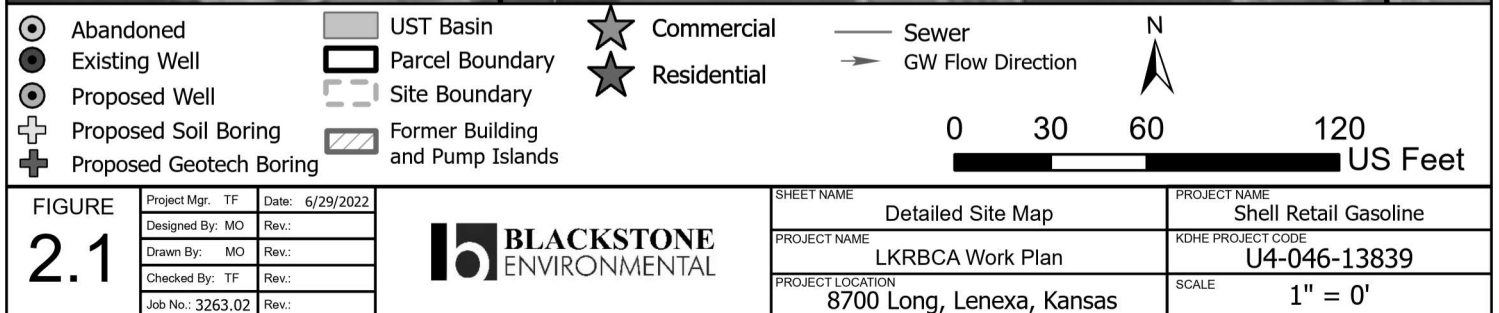 Abandoned
Existing Well
Proposed Well
Proposed Soil Boring
Proposed Geotech Boring
UST Basin
Parcel Boundary
Site Boundary
Former Building
and Pump Islands
Commercial
Residential
Sewer
GW Flow Direction
N
0 30 60 120
US Feet
FIGURE
2.1
Project Mgr. TF Date: 6/29/2022
Designed By: MO Rev.:
Drawn By: MO Rev.:
Checked By: TF Rev.:
Job No.: 3263.02 Rev.:
b BLACKSTONE
ENVIRONMENTAL
SHEET NAME
Detailed Site Map
PROJECT NAME
LKRBCA Work Plan
PROJECT LOCATION
8700 Long, Lenexa, Kansas
PROJECT NAME
Shell Retail Gasoline
KDHE PROJECT CODE
U4-046-13839
SCALE
1" = 0'